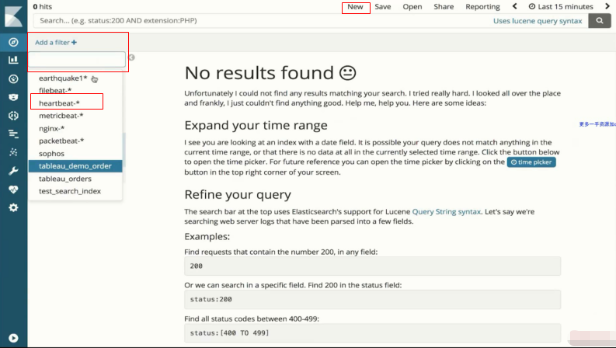 0 hits
New Save Open Share Reporting Last 15 minutes
Search... (e.g. status:200 AND extension:PHP)
Uses lucene query syntax
Add a filter +
earthquake1*
filebeat-*
heartbeat-*
metricbeat-*
nginx-*
packetbeat-*
sophos
tableau_demo_order
tableau_orders
test_search_index
No results found
Unfortunately I could not find any results matching your search. I tried really hard. I looked all over the place
and frankly, I just couldn't find anything good. Help me, help you. Here are some ideas:
Expand your time range
I see you are looking at an index with a date field. It is possible your query does not match anything in the
current time range, or that there is no data at all in the currently selected time range. Click the button below
to open the time picker. For future reference you can open the time picker by clicking on the time picker
button in the top right corner of your screen.
Refine your query
The search bar at the top uses Elasticsearch's support for Lucene Query String syntax. Let's say we're
searching web server logs that have been parsed into a few fields.
Examples:
Find requests that contain the number 200, in any field:
200
Or we can search in a specific field. Find 200 in the status field:
status:200
Find all status codes between 400-499:
status:[400 TO 499]